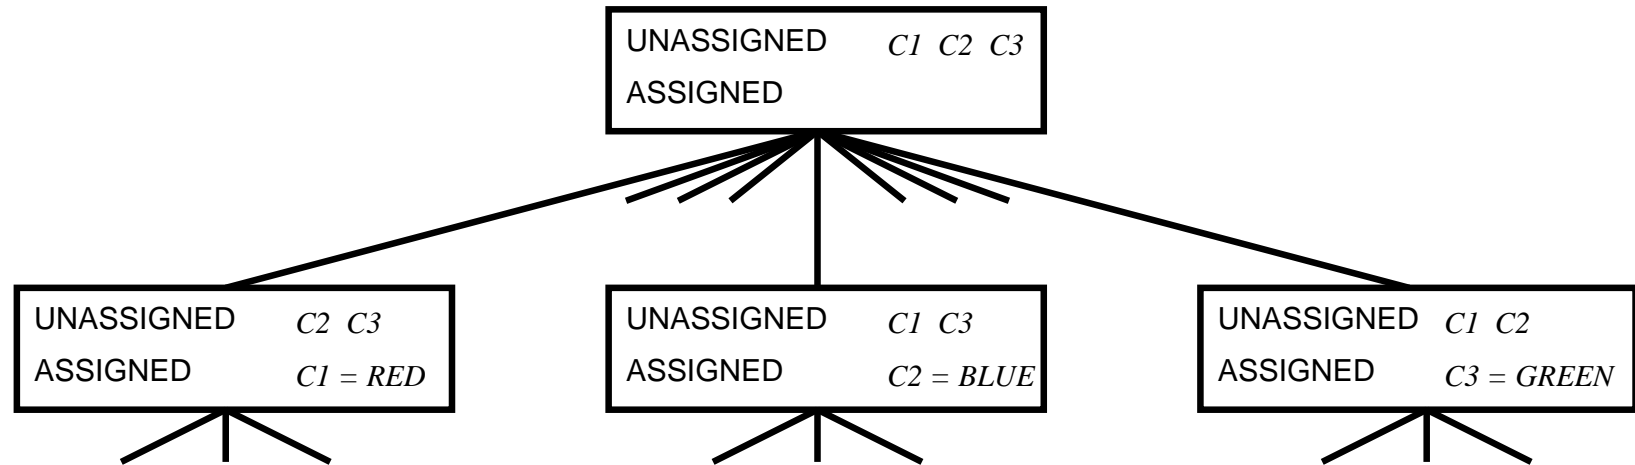 UNASSIGNED C1 C2 C3
ASSIGNED
UNASSIGNED C2 C3
ASSIGNED C1 = RED
UNASSIGNED C1 C3
ASSIGNED C2 = BLUE
UNASSIGNED C1 C2
ASSIGNED C3 = GREEN